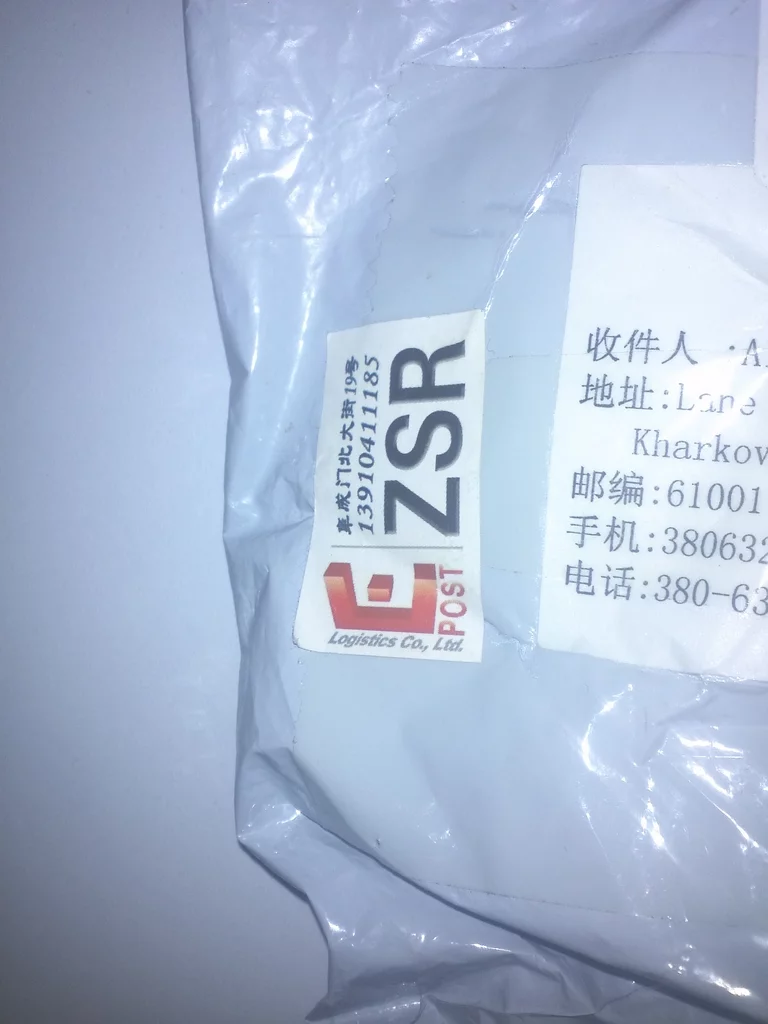 阜成门北大街19号
13910411185
ZSR
POST
Logistics Co., Ltd.
收件人 :A
地址:Lane
Kharkov
邮编:61001
手机:380632
电话:380-63